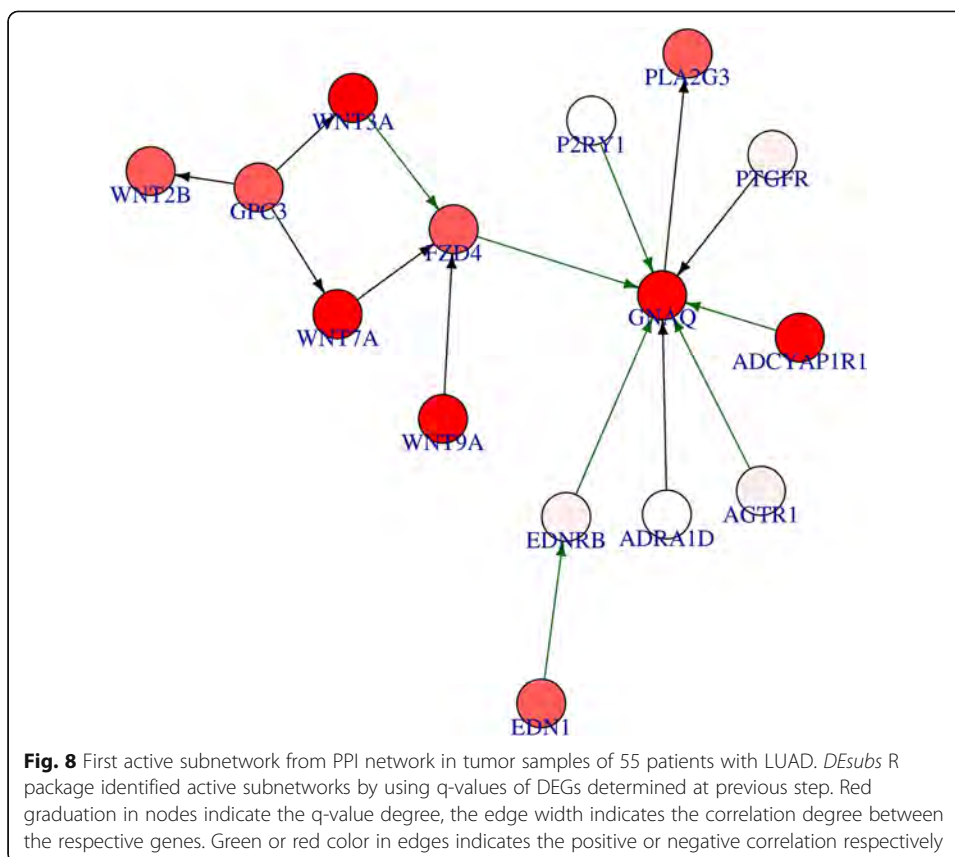 PLA2G3
WNT3A
P2RY1
PTGFR
WNT2B
GPC3
FZD4
GNAQ
WNT7A
ADCYAP1R1
WNT9A
AGTR1
EDNRB
ADRA1D
EDN1
Fig. 8 First active subnetwork from PPI network in tumor samples of 55 patients with LUAD. DEsubs R
package identified active subnetworks by using q-values of DEGs determined at previous step. Red
graduation in nodes indicate the q-value degree, the edge width indicates the correlation degree between
the respective genes. Green or red color in edges indicates the positive or negative correlation respectively